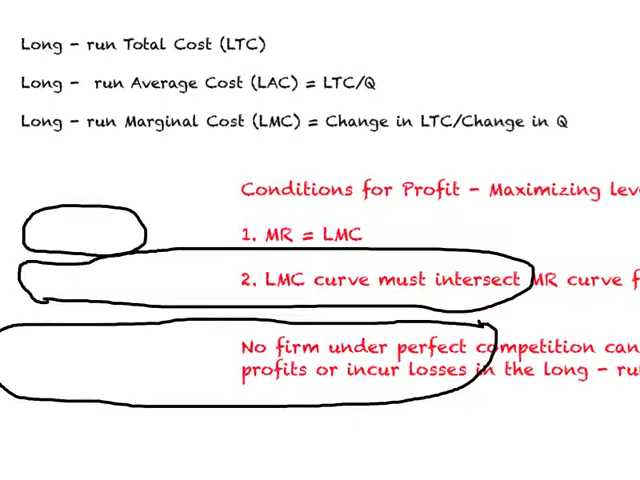 Long - run Total Cost (LTC)
Long - run Average Cost (LAC) = LTC/Q
Long - run Marginal Cost (LMC) = Change in LTC/Change in Q
Conditions for Profit - Maximizing
1. MR = LMC
2. LMC curve must intersect MR curve
No firm under perfect competition can
profits or incur losses in the long -